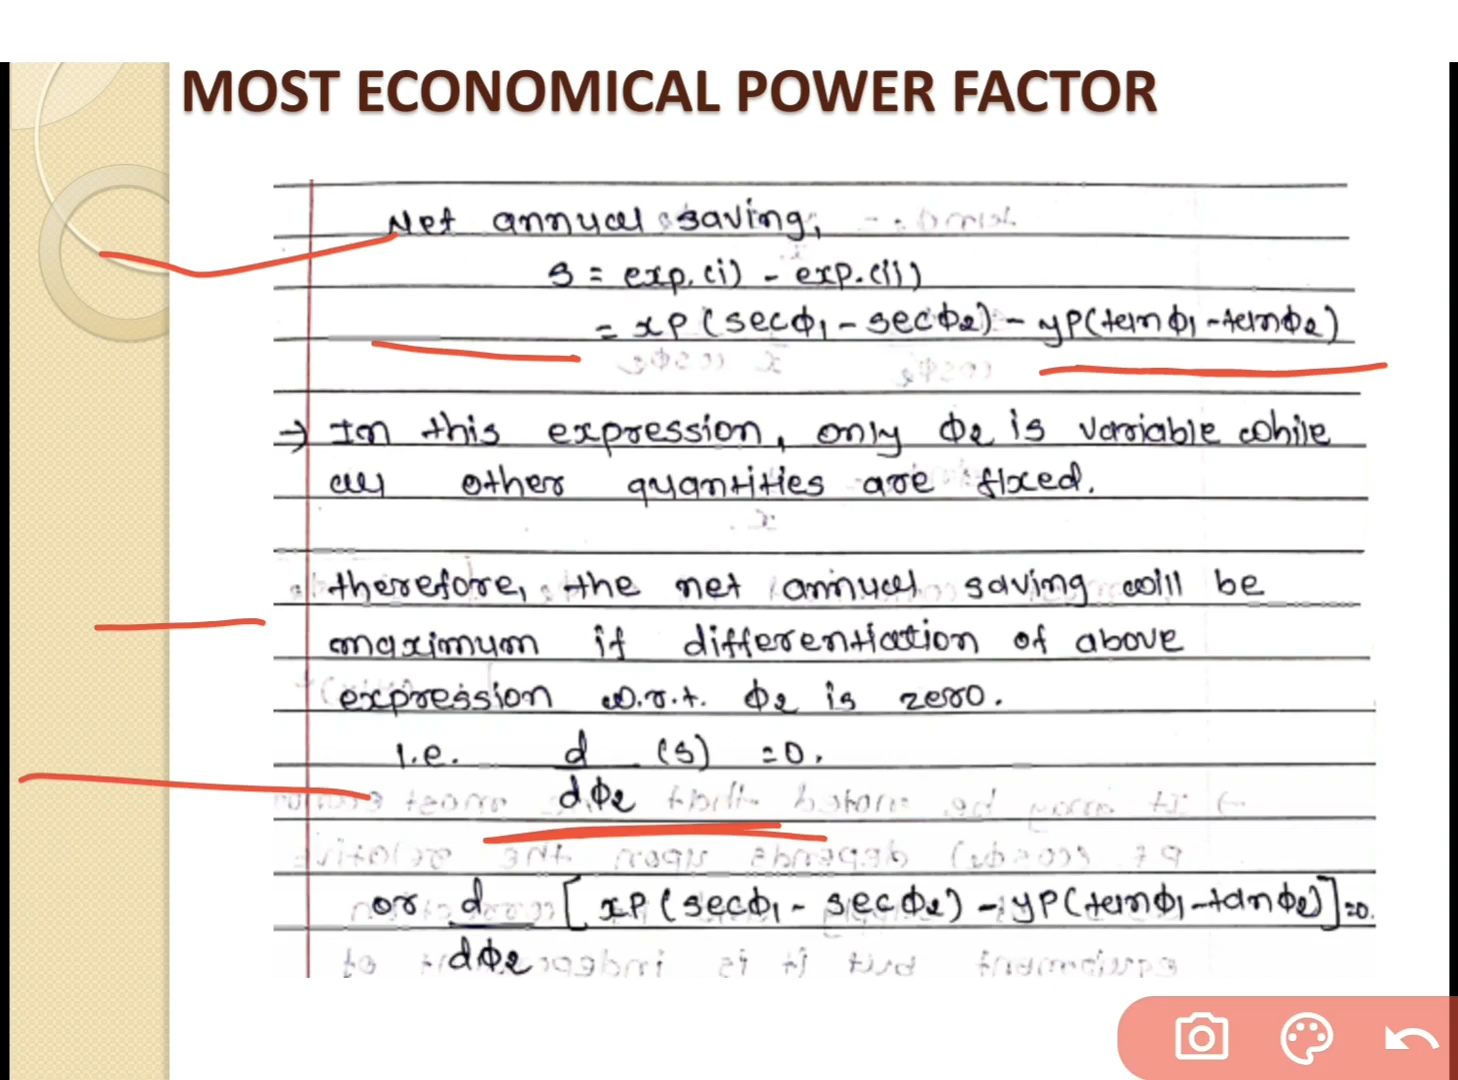 MOST ECONOMICAL POWER FACTOR
Net annual saving,
S = exp.(i) - exp.(ii)
= xP (secϕ1 - secϕ2) - yP(tanϕ1 - tanϕ2)
→ In this expression, only ϕ2 is variable while
all other quantities are fixed.
therefore, the net annual saving will be
maximum if differentiation of above
expression w.r.t. ϕ2 is zero.
i.e. d/dϕ2 (S) = 0.
or d/dϕ2 [xP (secϕ1 - secϕ2) - yP(tanϕ1 - tanϕ2)] = 0.